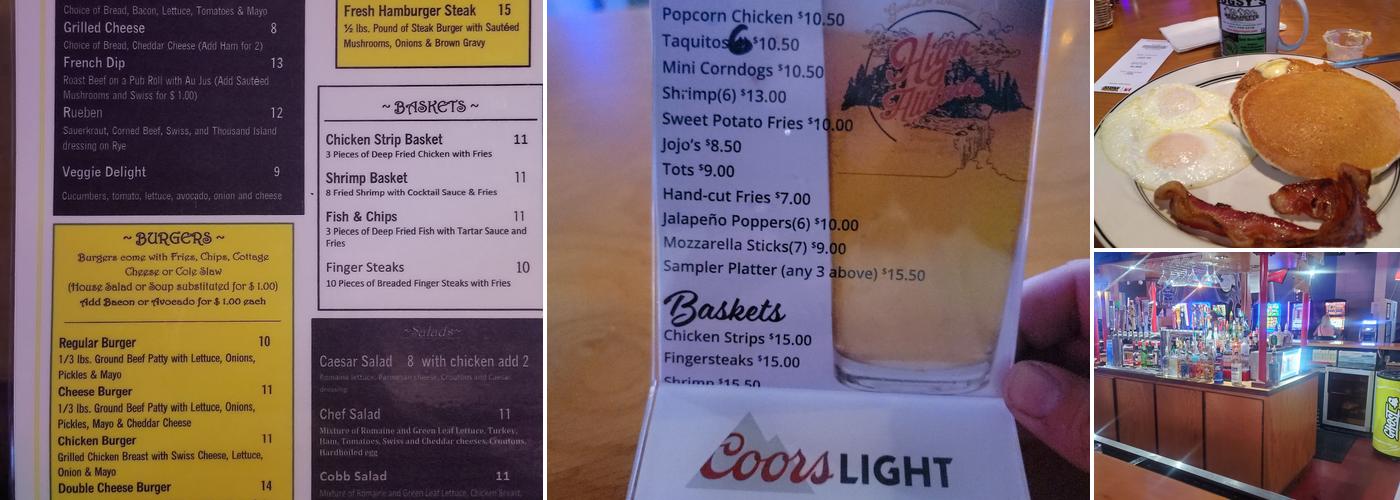 Choice of Bread, Bacon, Lettuce, Tomatoes & Mayo
Grilled Cheese 8
Choice of Bread, Cheddar Cheese (Add Ham for 2)
French Dip 13
Roast Beef on a Pub Roll with Au Jus (Add Sautéed
Mushrooms and Swiss for $ 1.00)
Rueben 12
Sauerkraut, Corned Beef, Swiss, and Thousand Island
dressing on Rye
Veggie Delight 9
Cucumbers, tomato, lettuce, avocado, onion and cheese
~ BURGERS ~
Burgers come with Fries, Chips, Cottage
Cheese or Cole Slaw
(House Salad or Soup substituted for $ 1.00)
Add Bacon or Avocado for $ 1.00 each
Regular Burger 10
1/3 lbs. Ground Beef Patty with Lettuce, Onions,
Pickles & Mayo
Cheese Burger 11
1/3 lbs. Ground Beef Patty with Lettuce, Onions,
Pickles, Mayo & Cheddar Cheese
Chicken Burger 11
Grilled Chicken Breast with Swiss Cheese, Lettuce,
Onion & Mayo
Double Cheese Burger 14
Fresh Hamburger Steak 15
½ lbs. Pound of Steak Burger with Sautéed
Mushrooms, Onions & Brown Gravy
~ BASKETS ~
Chicken Strip Basket 11
3 Pieces of Deep Fried Chicken with Fries
Shrimp Basket 11
8 Fried Shrimp with Cocktail Sauce & Fries
Fish & Chips 11
3 Pieces of Deep Fried Fish with Tartar Sauce and
Fries
Finger Steaks 10
10 Pieces of Breaded Finger Steaks with Fries
~Salads~
Caesar Salad 8 with chicken add 2
Romaine lettuce, Parmesan cheese, Croutons and Caesar
dressing
Chef Salad 11
Mixture of Romaine and Green Leaf Lettuce, Turkey,
Ham, Tomatoes, Swiss and Cheddar cheeses, Croutons,
Hardboiled egg
Cobb Salad 11
Mixture of Romaine and Green Leaf Lettuce, Chicken Breast,
Popcorn Chicken $10.50
Taquitos 6 $10.50
Mini Corndogs $10.50
Shrimp(6) $13.00
Sweet Potato Fries $10.00
Jojo's $8.50
Tots $9.00
Hand-cut Fries $7.00
Jalapeño Poppers(6) $10.00
Mozzarella Sticks(7) $9.00
Sampler Platter (any 3 above) $15.50
Baskets
Chicken Strips $15.00
Fingersteaks $15.00
Shrimp $15.50
High
Coors LIGHT
GHOST